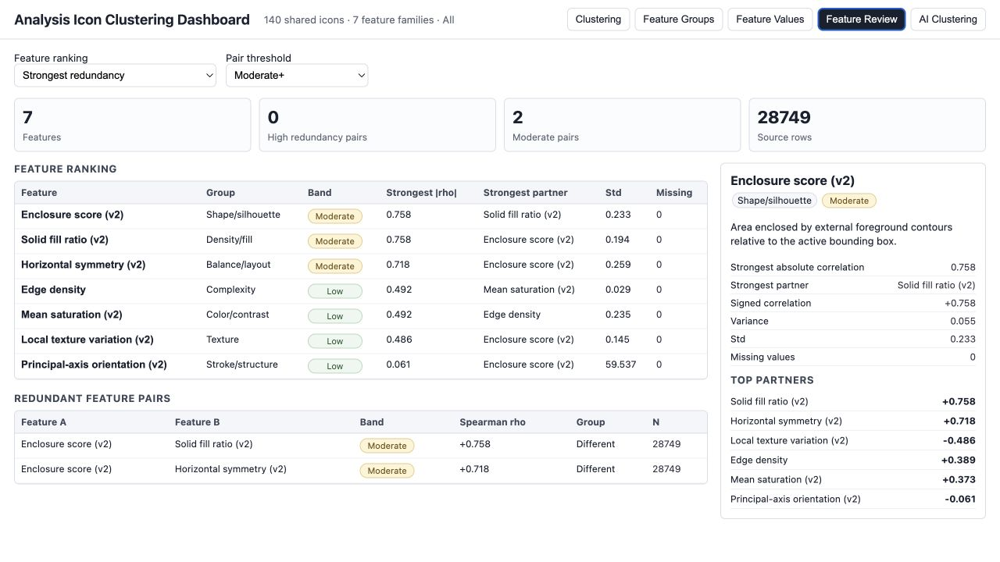 Analysis Icon Clustering Dashboard 140 shared icons · 7 feature families · All Clustering Feature Groups Feature Values Feature Review AI Clustering
Feature ranking Pair threshold
Strongest redundancy Moderate+
7 0 2 28749
Features High redundancy pairs Moderate pairs Source rows
FEATURE RANKING
Feature Group Band Strongest |rho| Strongest partner Std Missing
Enclosure score (v2) Shape/silhouette Moderate 0.758 Solid fill ratio (v2) 0.233 0
Solid fill ratio (v2) Density/fill Moderate 0.758 Enclosure score (v2) 0.194 0
Horizontal symmetry (v2) Balance/layout Moderate 0.718 Enclosure score (v2) 0.259 0
Edge density Complexity Low 0.492 Mean saturation (v2) 0.029 0
Mean saturation (v2) Color/contrast Low 0.492 Edge density 0.235 0
Local texture variation (v2) Texture Low 0.486 Enclosure score (v2) 0.145 0
Principal-axis orientation (v2) Stroke/structure Low 0.061 Enclosure score (v2) 59.537 0
REDUNDANT FEATURE PAIRS
Feature A Feature B Band Spearman rho Group N
Enclosure score (v2) Solid fill ratio (v2) Moderate +0.758 Different 28749
Enclosure score (v2) Horizontal symmetry (v2) Moderate +0.718 Different 28749
Enclosure score (v2)
Shape/silhouette Moderate
Area enclosed by external foreground contours
relative to the active bounding box.
Strongest absolute correlation 0.758
Strongest partner Solid fill ratio (v2)
Signed correlation +0.758
Variance 0.055
Std 0.233
Missing values 0
TOP PARTNERS
Solid fill ratio (v2) +0.758
Horizontal symmetry (v2) +0.718
Local texture variation (v2) -0.486
Edge density +0.389
Mean saturation (v2) +0.373
Principal-axis orientation (v2) -0.061